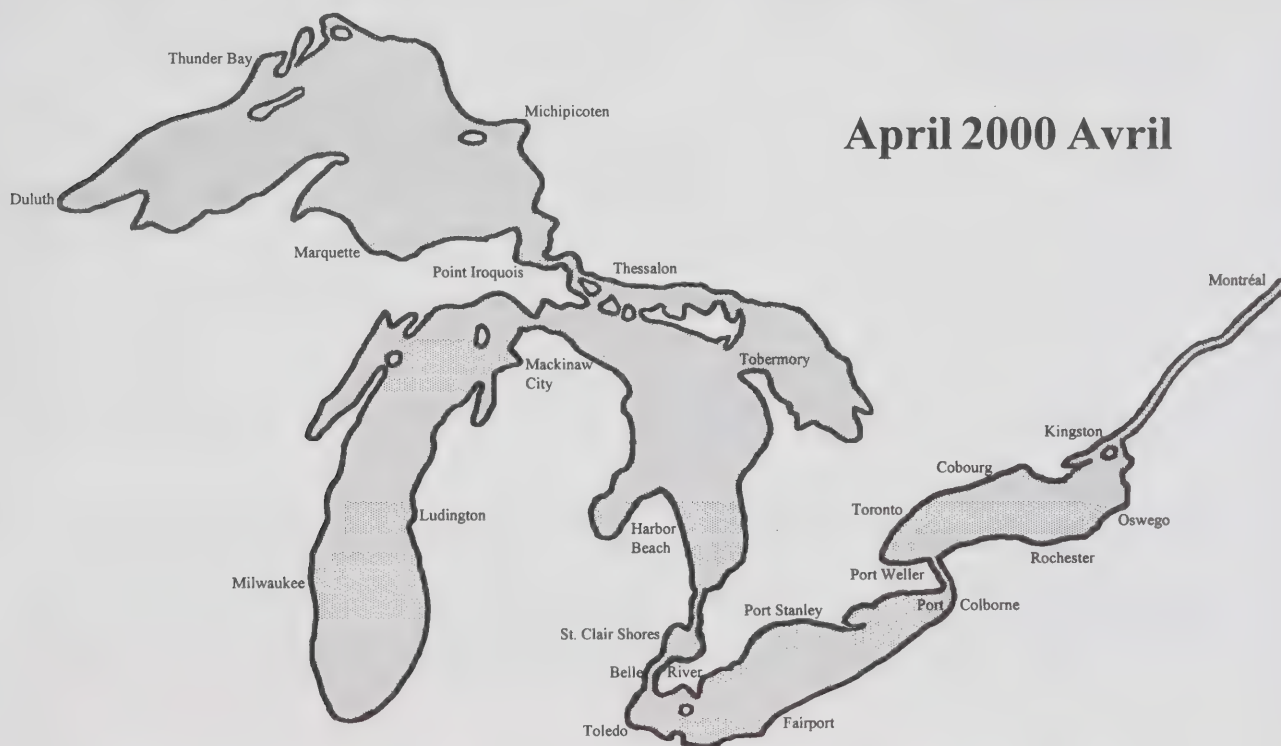 Thunder Bay
Michipicoten
April 2000 Avril
Duluth
Marquette
Point Iroquois
Thessalon
Montréal
Mackinaw
City
Tobermory
Kingston
Cobourg
Ludington
Toronto
Oswego
Harbor
Beach
Rochester
Milwaukee
Port Weller
Port Stanley
Port Colborne
St. Clair Shores
Belle River
Toledo
Fairport